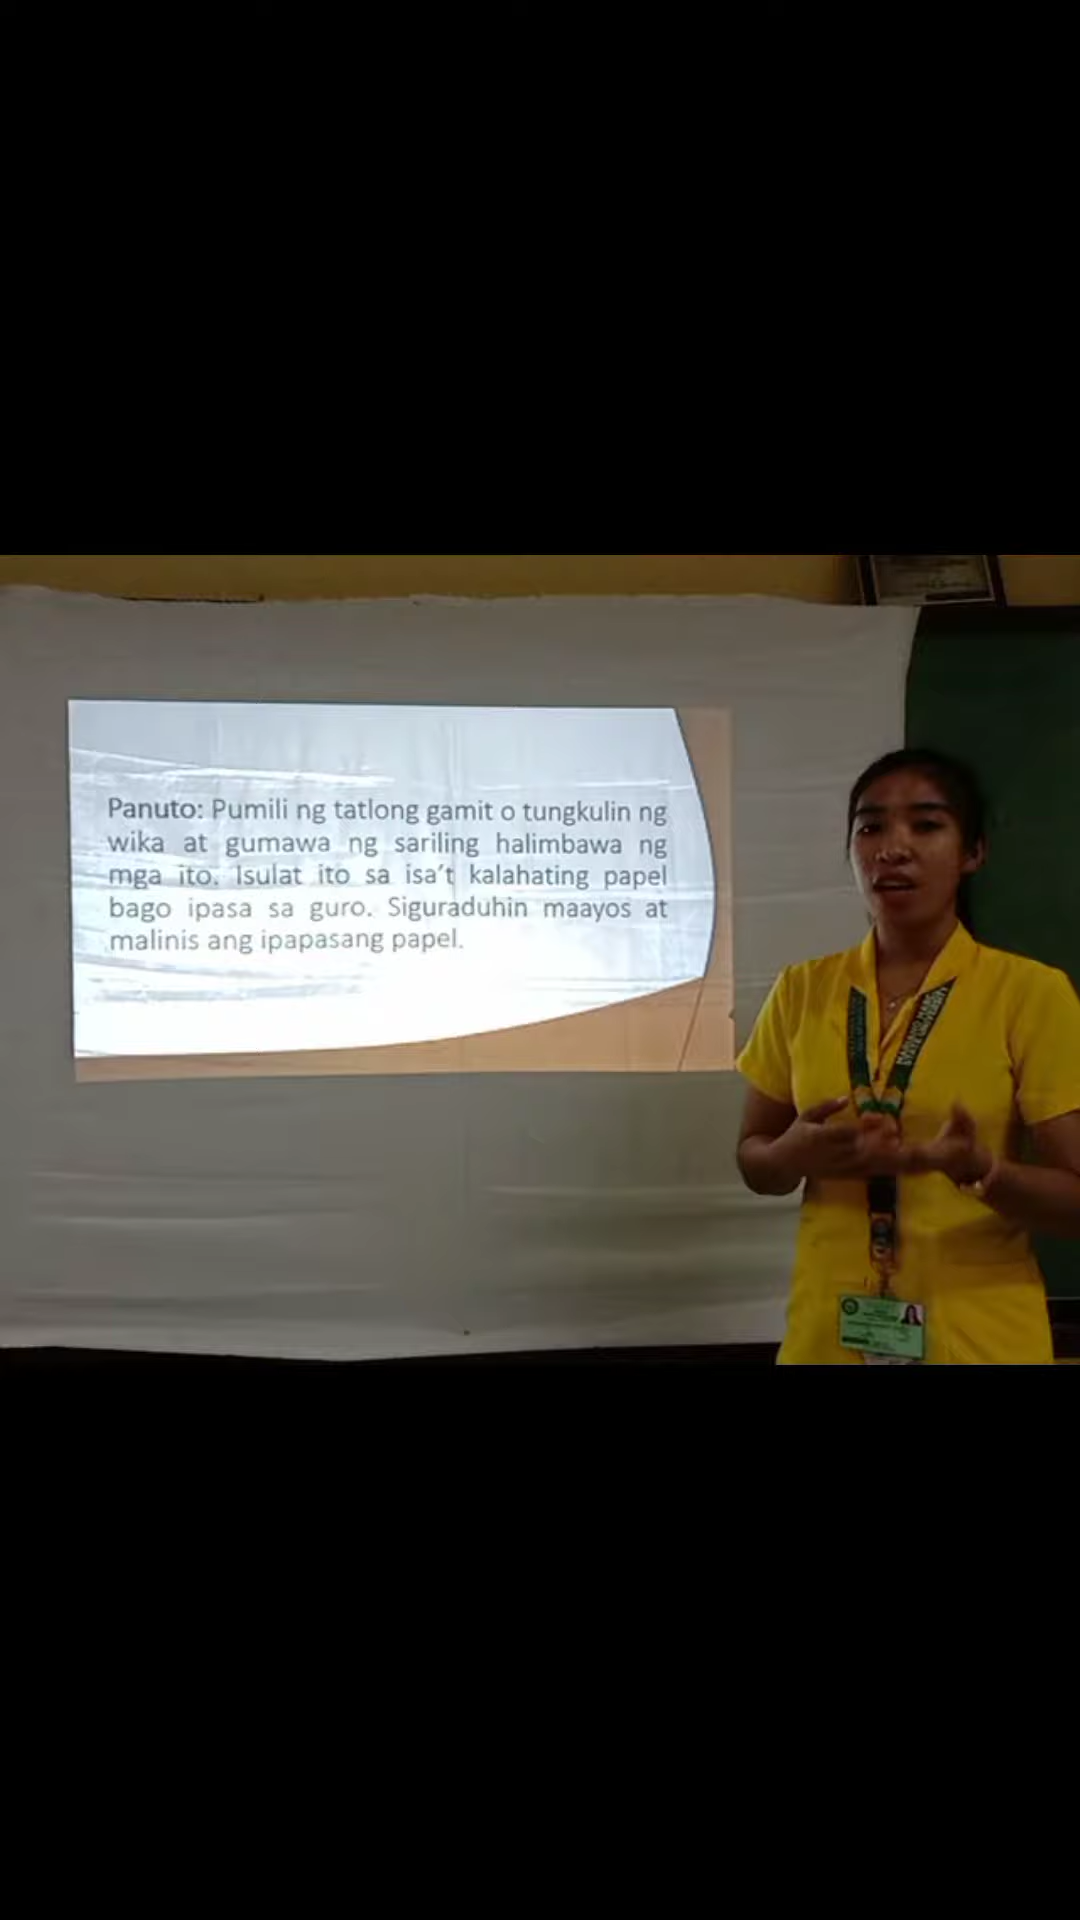 Panuto: Pumili ng tatlong gamit o tungkulin ng
wika at gumawa ng sariling halimbawa ng
mga ito. Isulat ito sa isa't kalahating papel
bago ipasa sa guro. Siguraduhin maayos at
malinis ang ipapasang papel.